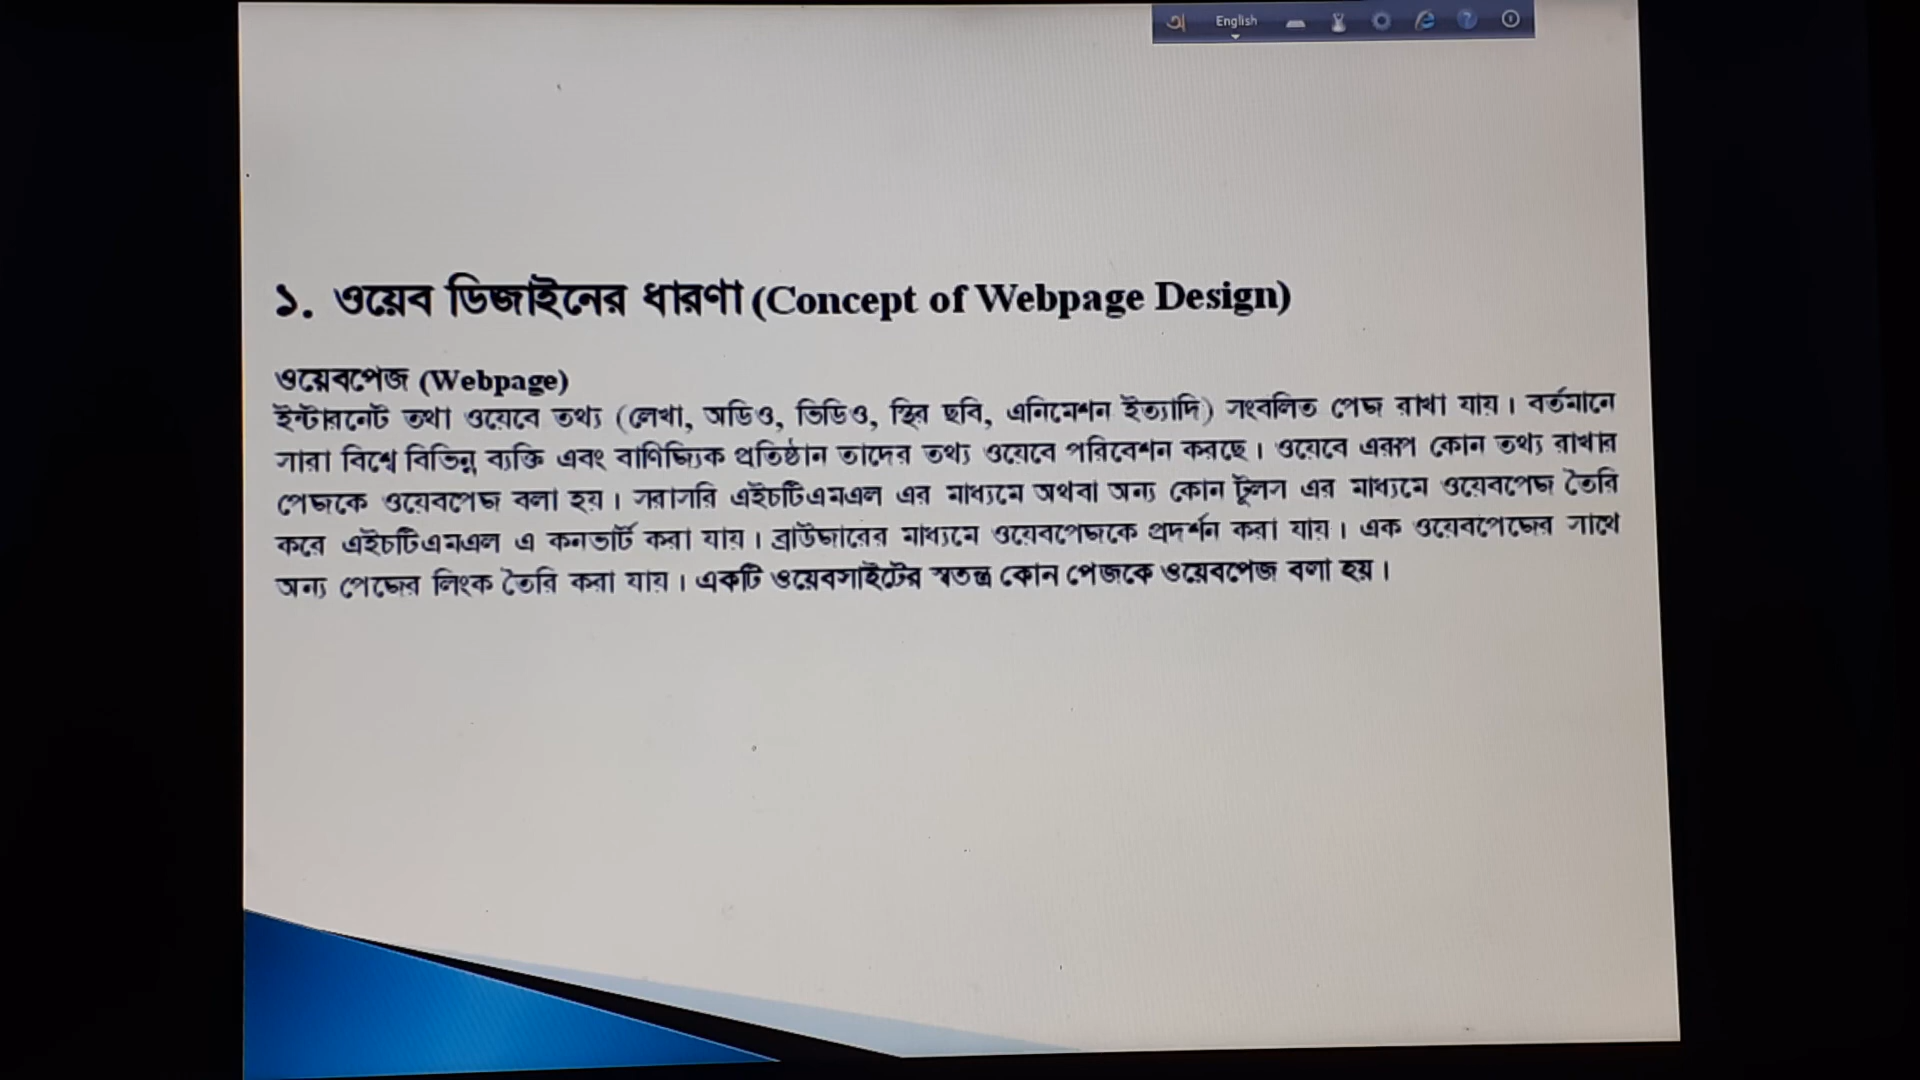 অ English
১. ওয়েব ডিজাইনের ধারণা (Concept of Webpage Design)
ওয়েবপেজ (Webpage)
ইন্টারনেট তথা ওয়েবে তথ্য (লেখা, অডিও, ভিডিও, স্থির ছবি, এনিমেশন ইত্যাদি) সংবলিত পেজ রাখা যায়। বর্তমানে
সারা বিশ্বে বিভিন্ন ব্যক্তি এবং বাণিজ্যিক প্রতিষ্ঠান তাদের তথ্য ওয়েবে পরিবেশন করছে। ওয়েবে এরূপ কোন তথ্য রাখার
পেজকে ওয়েবপেজ বলা হয়। সরাসরি এইচটিএমএল এর মাধ্যমে অথবা অন্য কোন টুলস এর মাধ্যমে ওয়েবপেজ তৈরি
করে এইচটিএমএল এ কনভার্ট করা যায়। ব্রাউজারের মাধ্যমে ওয়েবপেজকে প্রদর্শন করা যায়। এক ওয়েবপেজের সাথে
অন্য পেজের লিংক তৈরি করা যায়। একটি ওয়েবসাইটের স্বতন্ত্র কোন পেজকে ওয়েবপেজ বলা হয়।